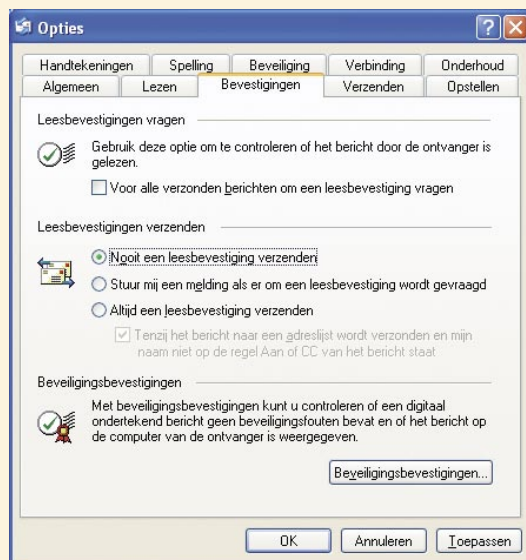 Opties
Handtekeningen Spelling Beveiliging Verbinding Onderhoud
Algemeen Lezen Bevestigingen Verzenden Opstellen
Leesbevestigingen vragen
Gebruik deze optie om te controleren of het bericht door de ontvanger is
gelezen.
Voor alle verzonden berichten om een leesbevestiging vragen
Leesbevestigingen verzenden
Nooit een leesbevestiging verzenden
Stuur mij een melding als er om een leesbevestiging wordt gevraagd
Altijd een leesbevestiging verzenden
Tenzij het bericht naar een adreslijst wordt verzonden en mijn
naam niet op de regel Aan of CC van het bericht staat
Beveiligingsbevestigingen
Met beveiligingsbevestigingen kunt u controleren of een digitaal
ondertekend bericht geen beveiligingsfouten bevat en of het bericht op
de computer van de ontvanger is weergegeven.
Beveiligingsbevestigingen...
OK Annuleren Toepassen